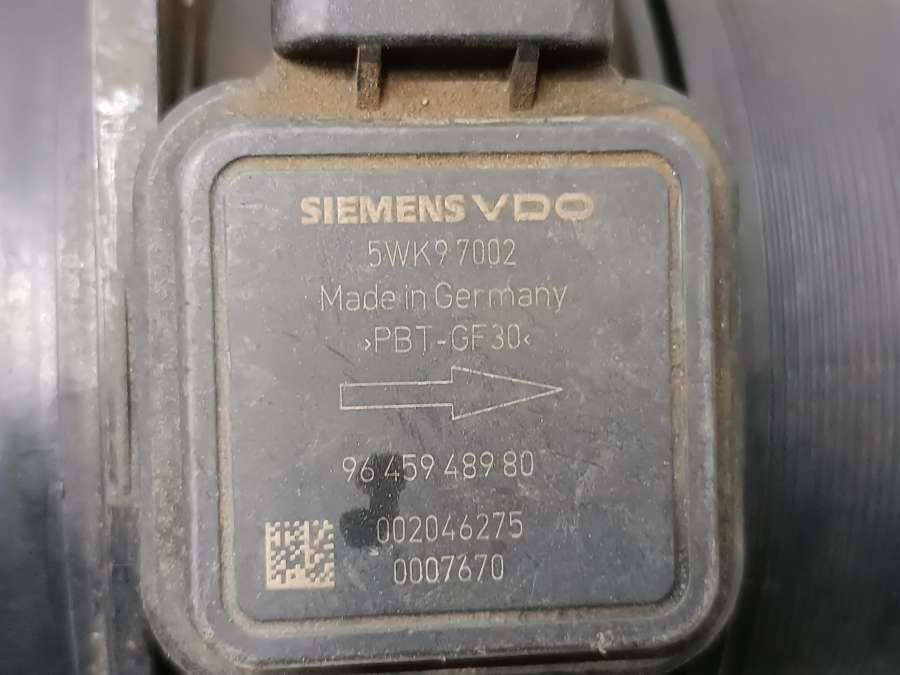 SIEMENS VDO
5WK9 7002
Made in Germany
>PBT-GF30<
96 459 489 80
002046275
0007670